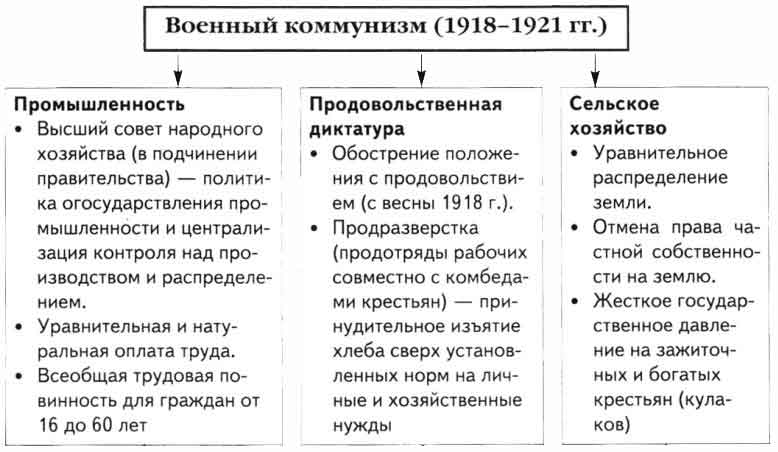 Военный коммунизм (1918–1921 гг.)
Промышленность
• Высший совет народного
хозяйства (в подчинении
правительства) — полити-
ка огосударствления про-
мышленности и централи-
зация контроля над про-
изводством и распределе-
нием.
• Уравнительная и нату-
ральная оплата труда.
• Всеобщая трудовая по-
винность для граждан от
16 до 60 лет
Продовольственная
диктатура
• Обострение положе-
ния с продовольстви-
ем (с весны 1918 г.).
• Продразверстка
(продотряды рабочих
совместно с комбеда-
ми крестьян) — при-
нудительное изъятие
хлеба сверх установ-
ленных норм на лич-
ные и хозяйственные
нужды
Сельское
хозяйство
• Уравнительное
распределение
земли.
• Отмена права час-
тной собственнос-
ти на землю.
• Жесткое государ-
ственное давле-
ние на зажиточ-
ных и богатых
крестьян (кула-
ков)